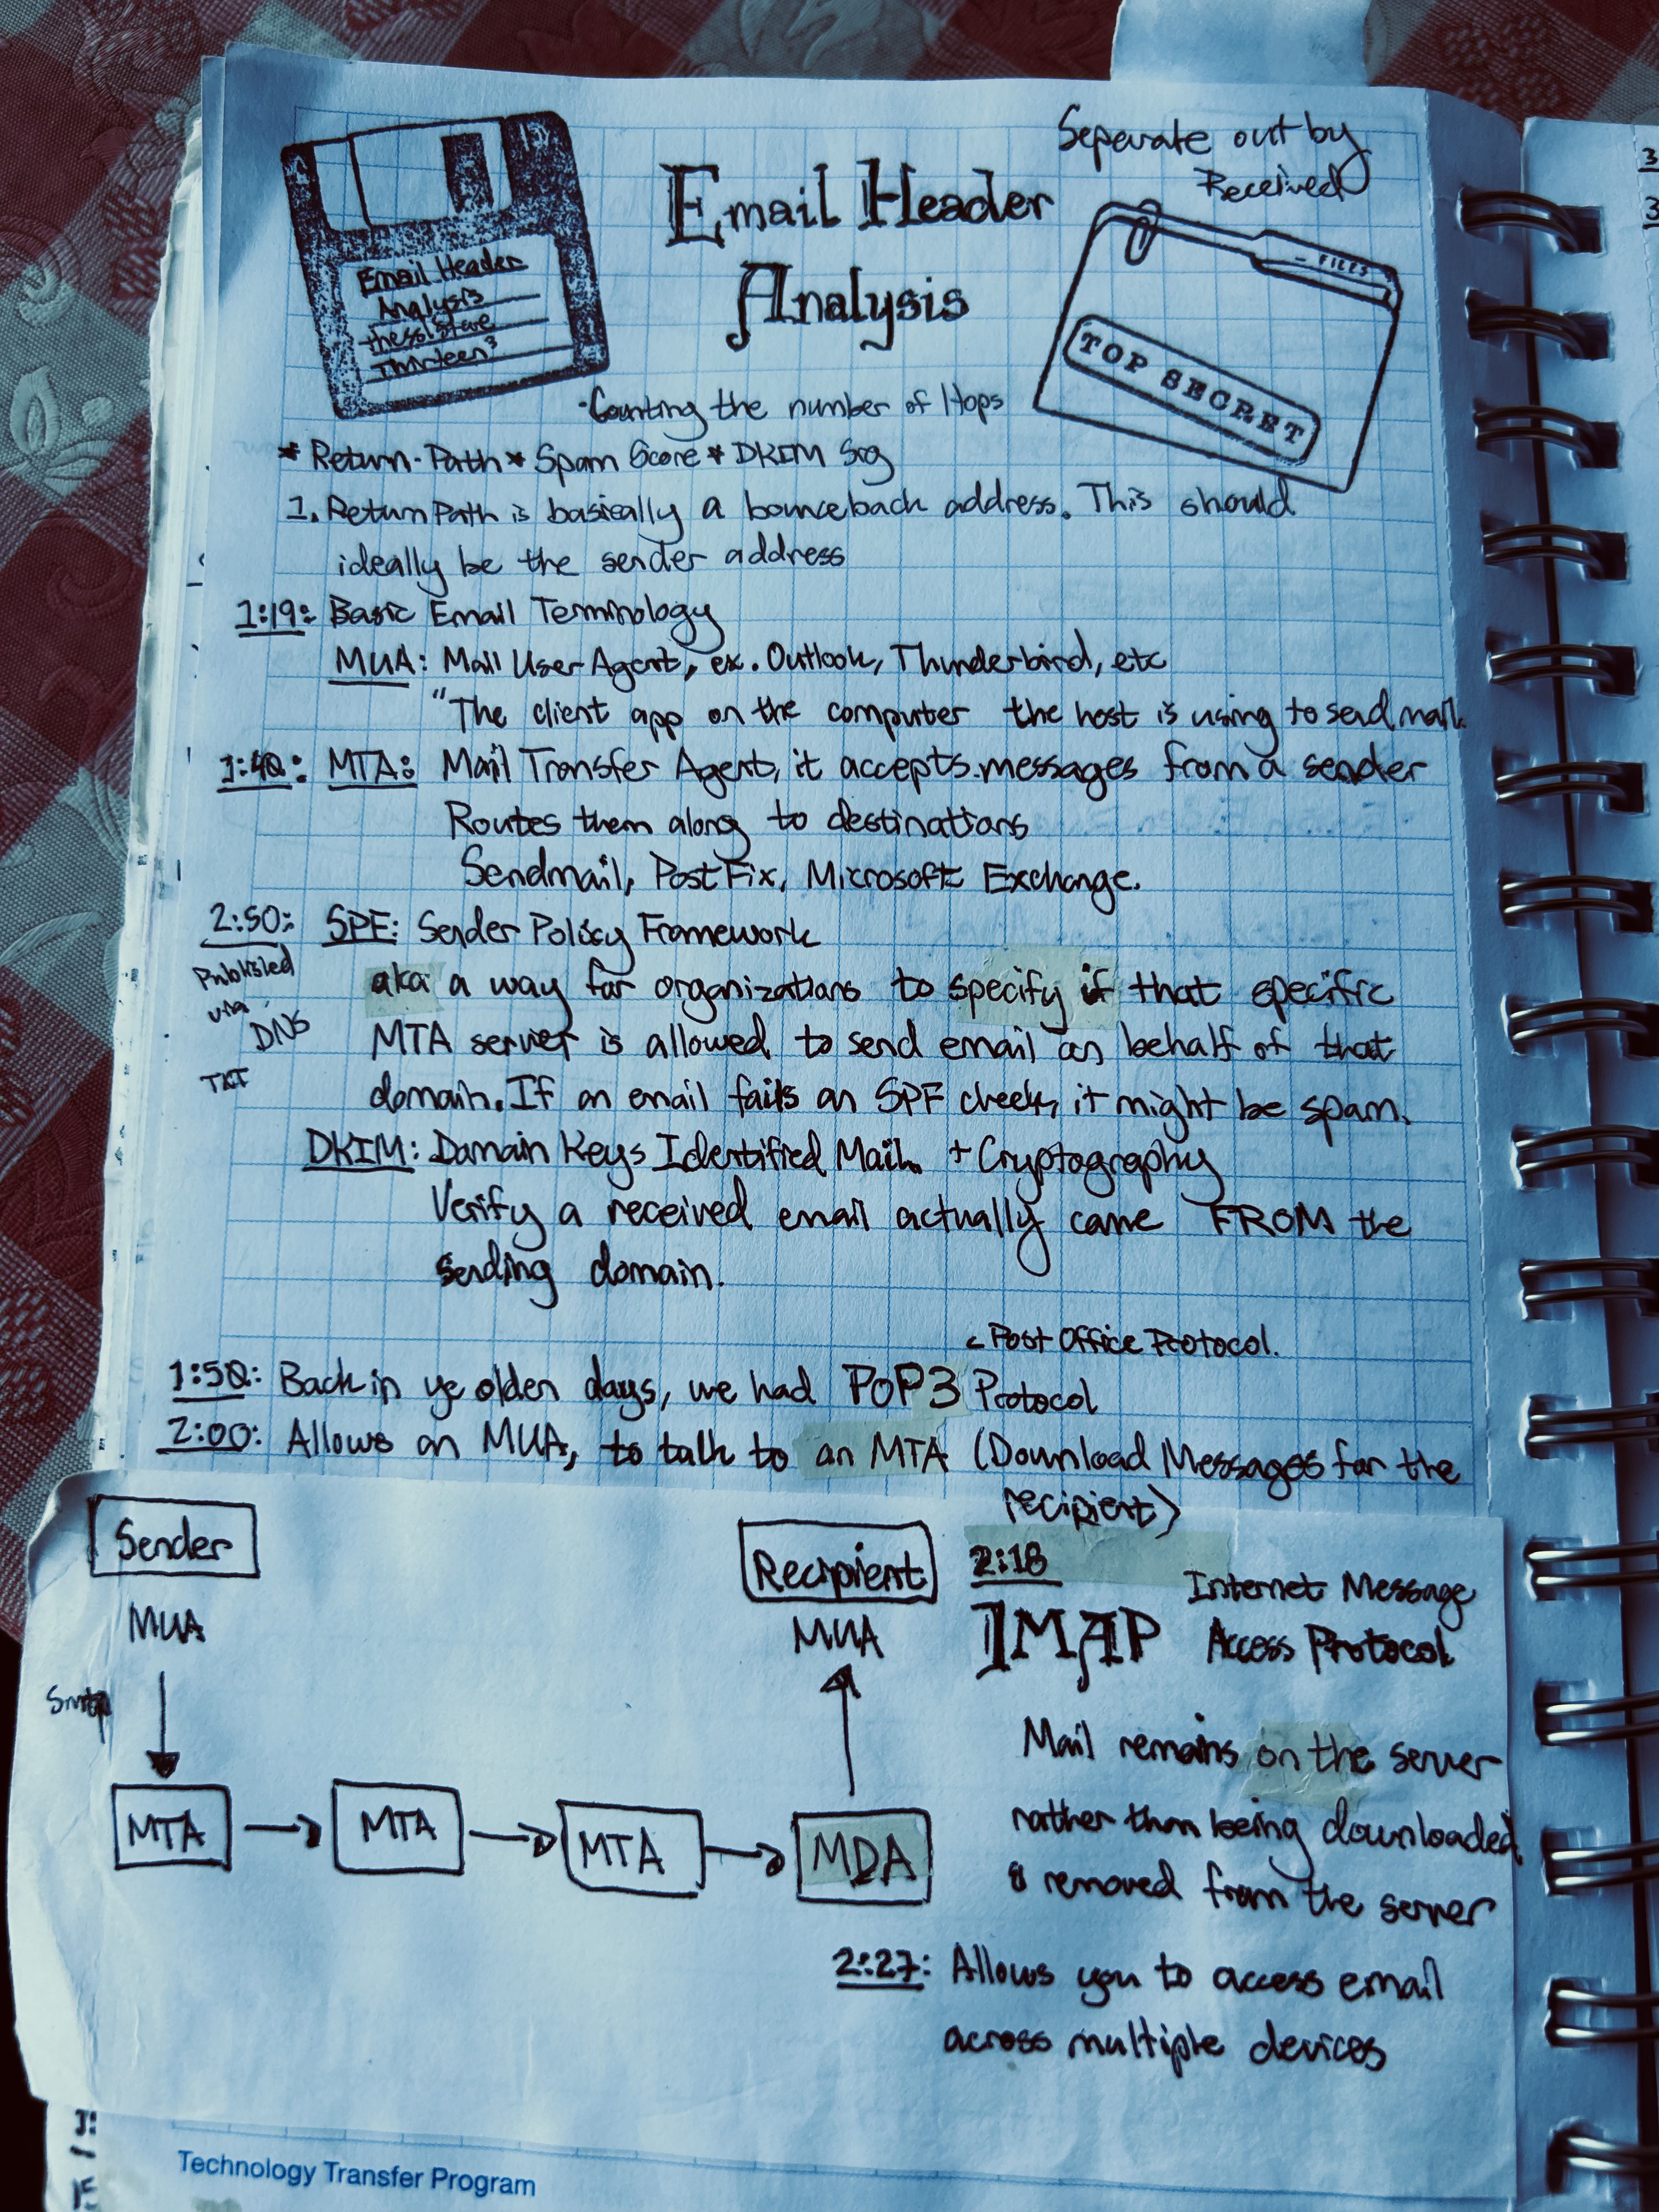 Seperate out by
Received
Email Header
Analysis
FILES
TOP SECRET
Email Header
Analysis
Thirteen³
·Counting the number of Hops
* Return-Path * Spam Score * DKIM Sig
1. Return Path is basically a bounceback address. This should
ideally be the sender address
1:19: Basic Email Terminology
MUA: Mail User Agent, ex. Outlook, Thunderbird, etc
"The client app on the computer the host is using to send mail.
1:40: MTA: Mail Transfer Agent, it accepts messages from a sender
Routes them along to destinations
Sendmail, PostFix, Microsoft Exchange.
2:50: SPF: Sender Policy Framework
Published
via
DNS
TXT
aka a way for organizations to specify if that specific
MTA server is allowed to send email on behalf of that
domain. If an email fails an SPF check, it might be spam.
DKIM: Domain Keys Identified Mail. + Cryptography
Verify a received email actually came FROM the
sending domain.
< Post Office Protocol.
1:50: Back in ye olden days, we had POP3 Protocol
2:00: Allows an MUA, to talk to an MTA (Download Messages for the
recipient)
Sender
MUA
Smtp
MTA
MTA
MTA
MDA
Recipient
MUA
2:18
IMAP Internet Message
Access Protocol
Mail remains on the server
rather than being downloaded
& removed from the server
2:27: Allows you to access email
across multiple devices
Technology Transfer Program